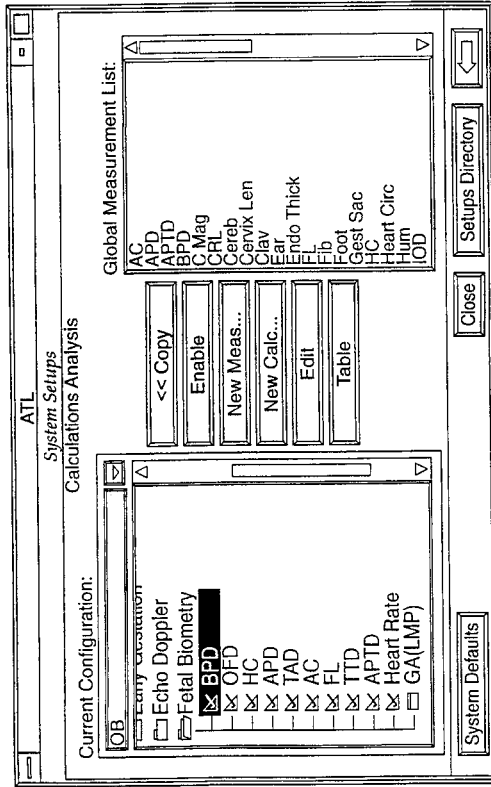 ATL
System Setups
Calculations Analysis
Current Configuration:
OB
Echo Doppler
Fetal Biometry
BPD
OFD
HC
APD
TAD
AC
FL
TTD
APTD
Heart Rate
GA(LMP)
<< Copy
Enable
New Meas...
New Calc...
Edit
Table
Global Measurement List:
AC
APD
APTD
BPD
C Mag
CRL
Cereb
Cervix Len
Clav
Ear
Endo Thick
FL
Fib
Foot
Gest Sac
HC
Heart Circ
Hum
IOD
System Defaults
Close
Setups Directory